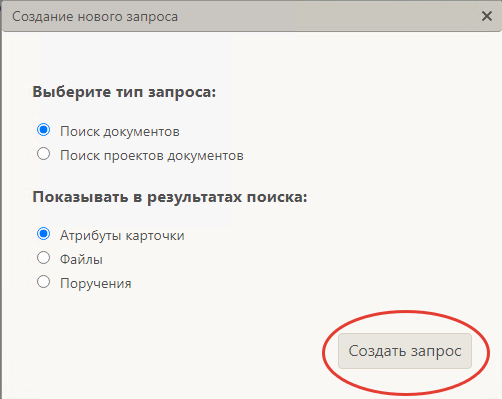 Создание нового запроса
Выберите тип запроса:
Поиск документов
Поиск проектов документов
Показывать в результатах поиска:
Атрибуты карточки
Файлы
Поручения
Создать запрос